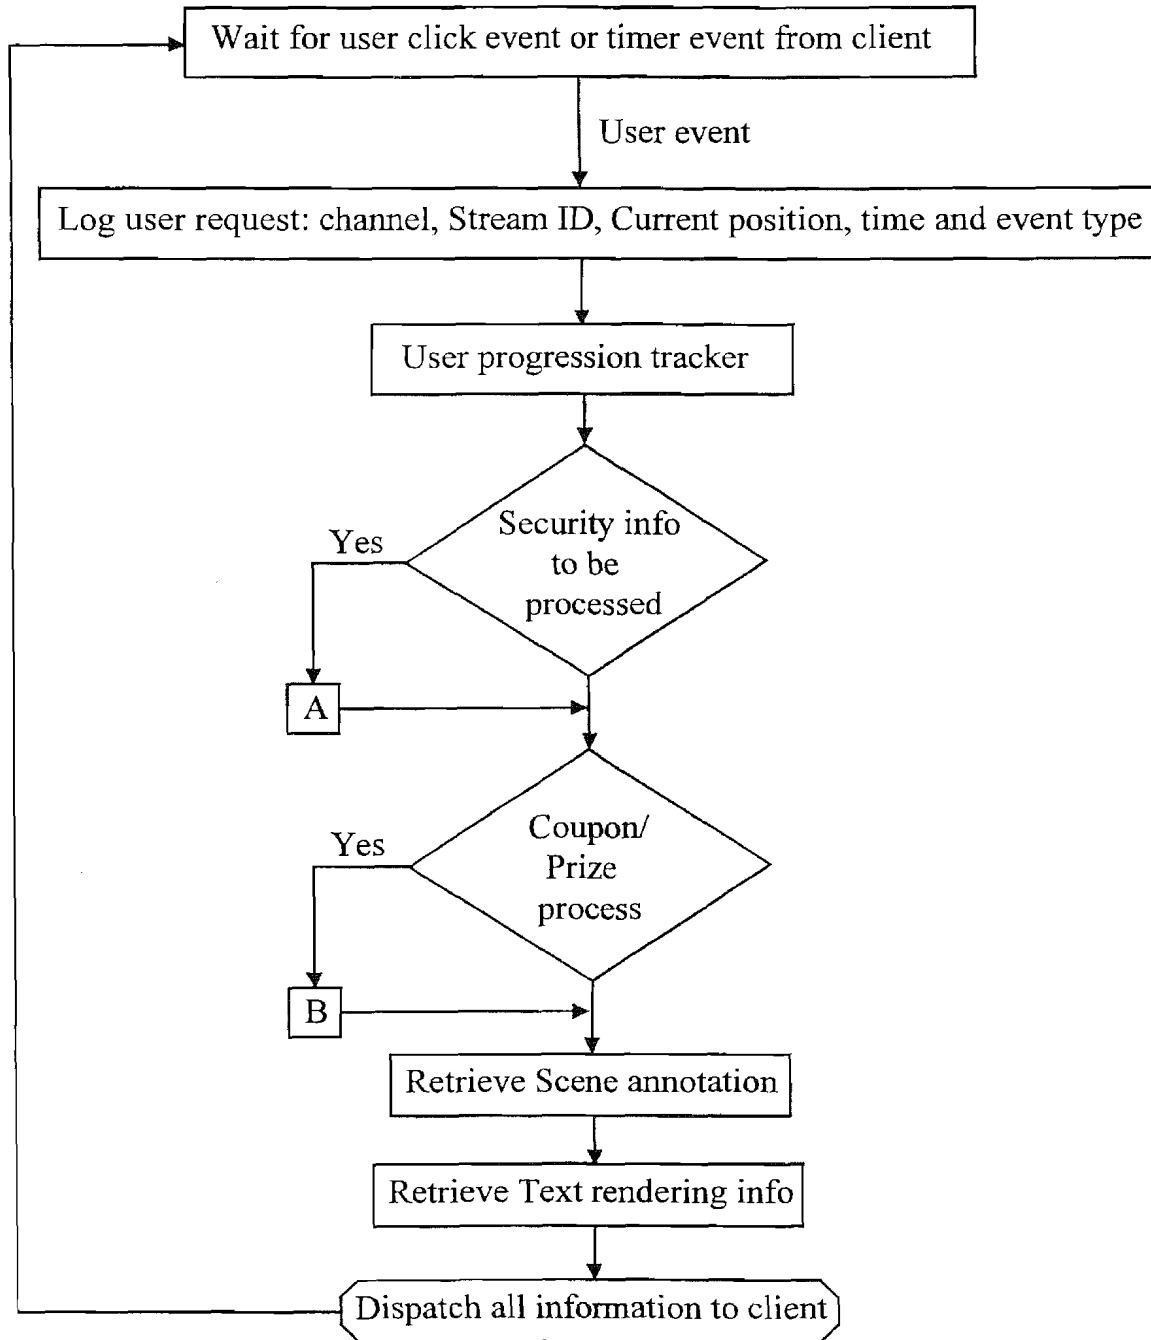 Wait for user click event or timer event from client
User event
Log user request: channel, Stream ID, Current position, time and event type
User progression tracker
Security info
to be
processed
Yes
A
Coupon/
Prize
process
Yes
B
Retrieve Scene annotation
Retrieve Text rendering info
Dispatch all information to client